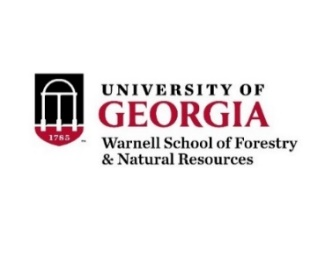 UNIVERSITY OF
GEORGIA
Warnell School of Forestry
& Natural Resources
1785